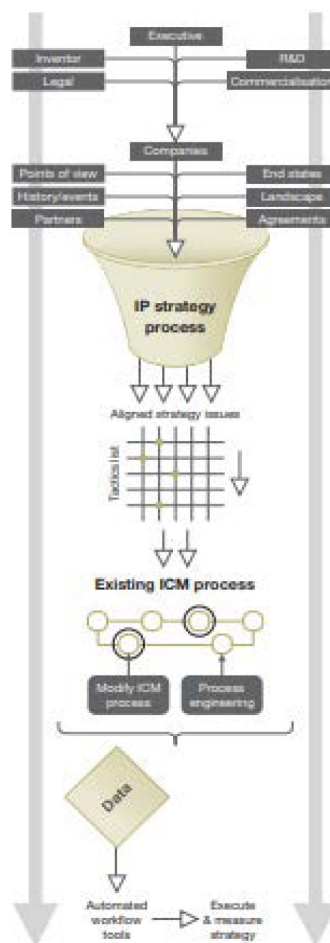 Executive
Inventor
R&D
Legal
Commercialisation
Companies
Points of view
End states
History/events
Landscape
Partners
Agreements
IP strategy
process
Aligned strategy issues
Tactics list
Existing ICM process
Modify ICM
process
Process
engineering
Data
Automated
workflow
tools
Execute
& measure
strategy